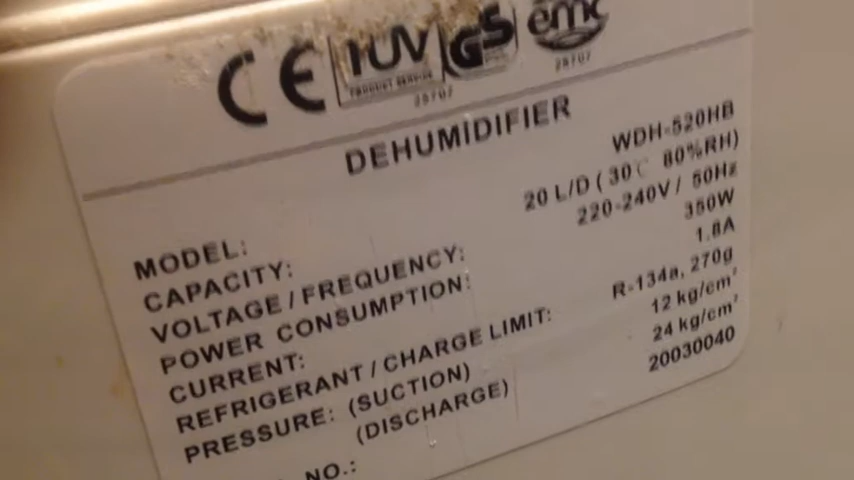 CE TÜV GS emc
PRODUCT SERVICE
28707 28707
DEHUMIDIFIER
MODEL: WDH-520HB
CAPACITY: 20 L/D ( 30℃ 80%RH)
VOLTAGE / FREQUENCY: 220-240V / 50Hz
POWER CONSUMPTION: 350W
CURRENT: 1.8A
REFRIGERANT / CHARGE LIMIT: R-134a, 270g
PRESSURE: (SUCTION) 12 kg/cm²
(DISCHARGE) 24 kg/cm²
NO.: 20030040